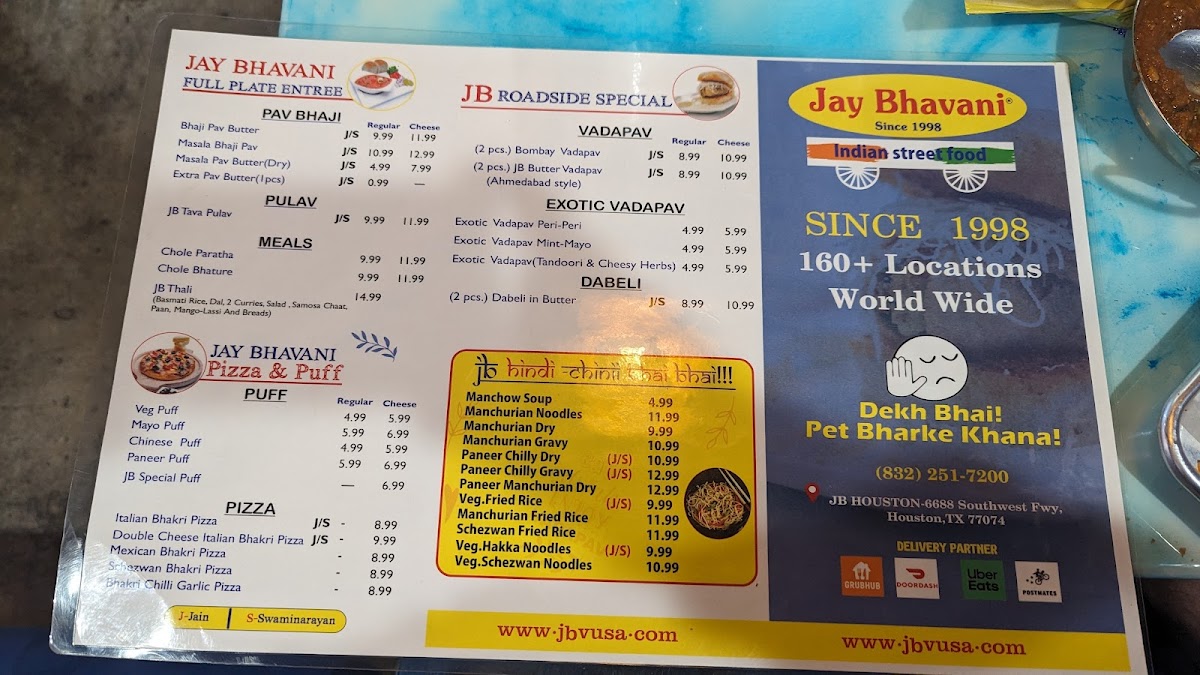 JAY BHAVANI
FULL PLATE ENTREE
PAV BHAJI
Regular Cheese
Bhaji Pav Butter J/S 9.99 11.99
Masala Bhaji Pav J/S 10.99 12.99
Masala Pav Butter(Dry) J/S 4.99 7.99
Extra Pav Butter(1pcs) J/S 0.99 —
PULAV
JB Tava Pulav J/S 9.99 11.99
MEALS
Chole Paratha 9.99 11.99
Chole Bhature 9.99 11.99
JB Thali 14.99
(Basmati Rice, Dal, 2 Curries, Salad , Samosa Chaat,
Paan, Mango-Lassi And Breads)
JAY BHAVANI
Pizza & Puff
PUFF
Regular Cheese
Veg Puff 4.99 5.99
Mayo Puff 5.99 6.99
Chinese Puff 4.99 5.99
Paneer Puff 5.99 6.99
JB Special Puff — 6.99
PIZZA
Italian Bhakri Pizza J/S - 8.99
Double Cheese Italian Bhakri Pizza J/S - 9.99
Mexican Bhakri Pizza - 8.99
Schezwan Bhakri Pizza - 8.99
Bhakri Chilli Garlic Pizza - 8.99
J-Jain | S-Swaminarayan
JB ROADSIDE SPECIAL
VADAPAV
Regular Cheese
(2 pcs.) Bombay Vadapav J/S 8.99 10.99
(2 pcs.) JB Butter Vadapav J/S 8.99 10.99
(Ahmedabad style)
EXOTIC VADAPAV
Exotic Vadapav Peri-Peri 4.99 5.99
Exotic Vadapav Mint-Mayo 4.99 5.99
Exotic Vadapav(Tandoori & Cheesy Herbs) 4.99 5.99
DABELI
(2 pcs.) Dabeli in Butter J/S 8.99 10.99
jb hindi -chinii bhai bhai!!!
Manchow Soup 4.99
Manchurian Noodles 11.99
Manchurian Dry 9.99
Manchurian Gravy 10.99
Paneer Chilly Dry (J/S) 10.99
Paneer Chilly Gravy (J/S) 12.99
Paneer Manchurian Dry 12.99
Veg.Fried Rice (J/S) 9.99
Manchurian Fried Rice 11.99
Schezwan Fried Rice 11.99
Veg.Hakka Noodles (J/S) 9.99
Veg.Schezwan Noodles 10.99
www.jbvusa.com
Jay Bhavani®
Since 1998
Indian street food
SINCE 1998
160+ Locations
World Wide
Dekh Bhai!
Pet Bharke Khana!
(832) 251-7200
JB HOUSTON-6688 Southwest Fwy,
Houston,TX 77074
DELIVERY PARTNER
GRUBHUB
DOORDASH
Uber
Eats
POSTMATES
www.jbvusa.com